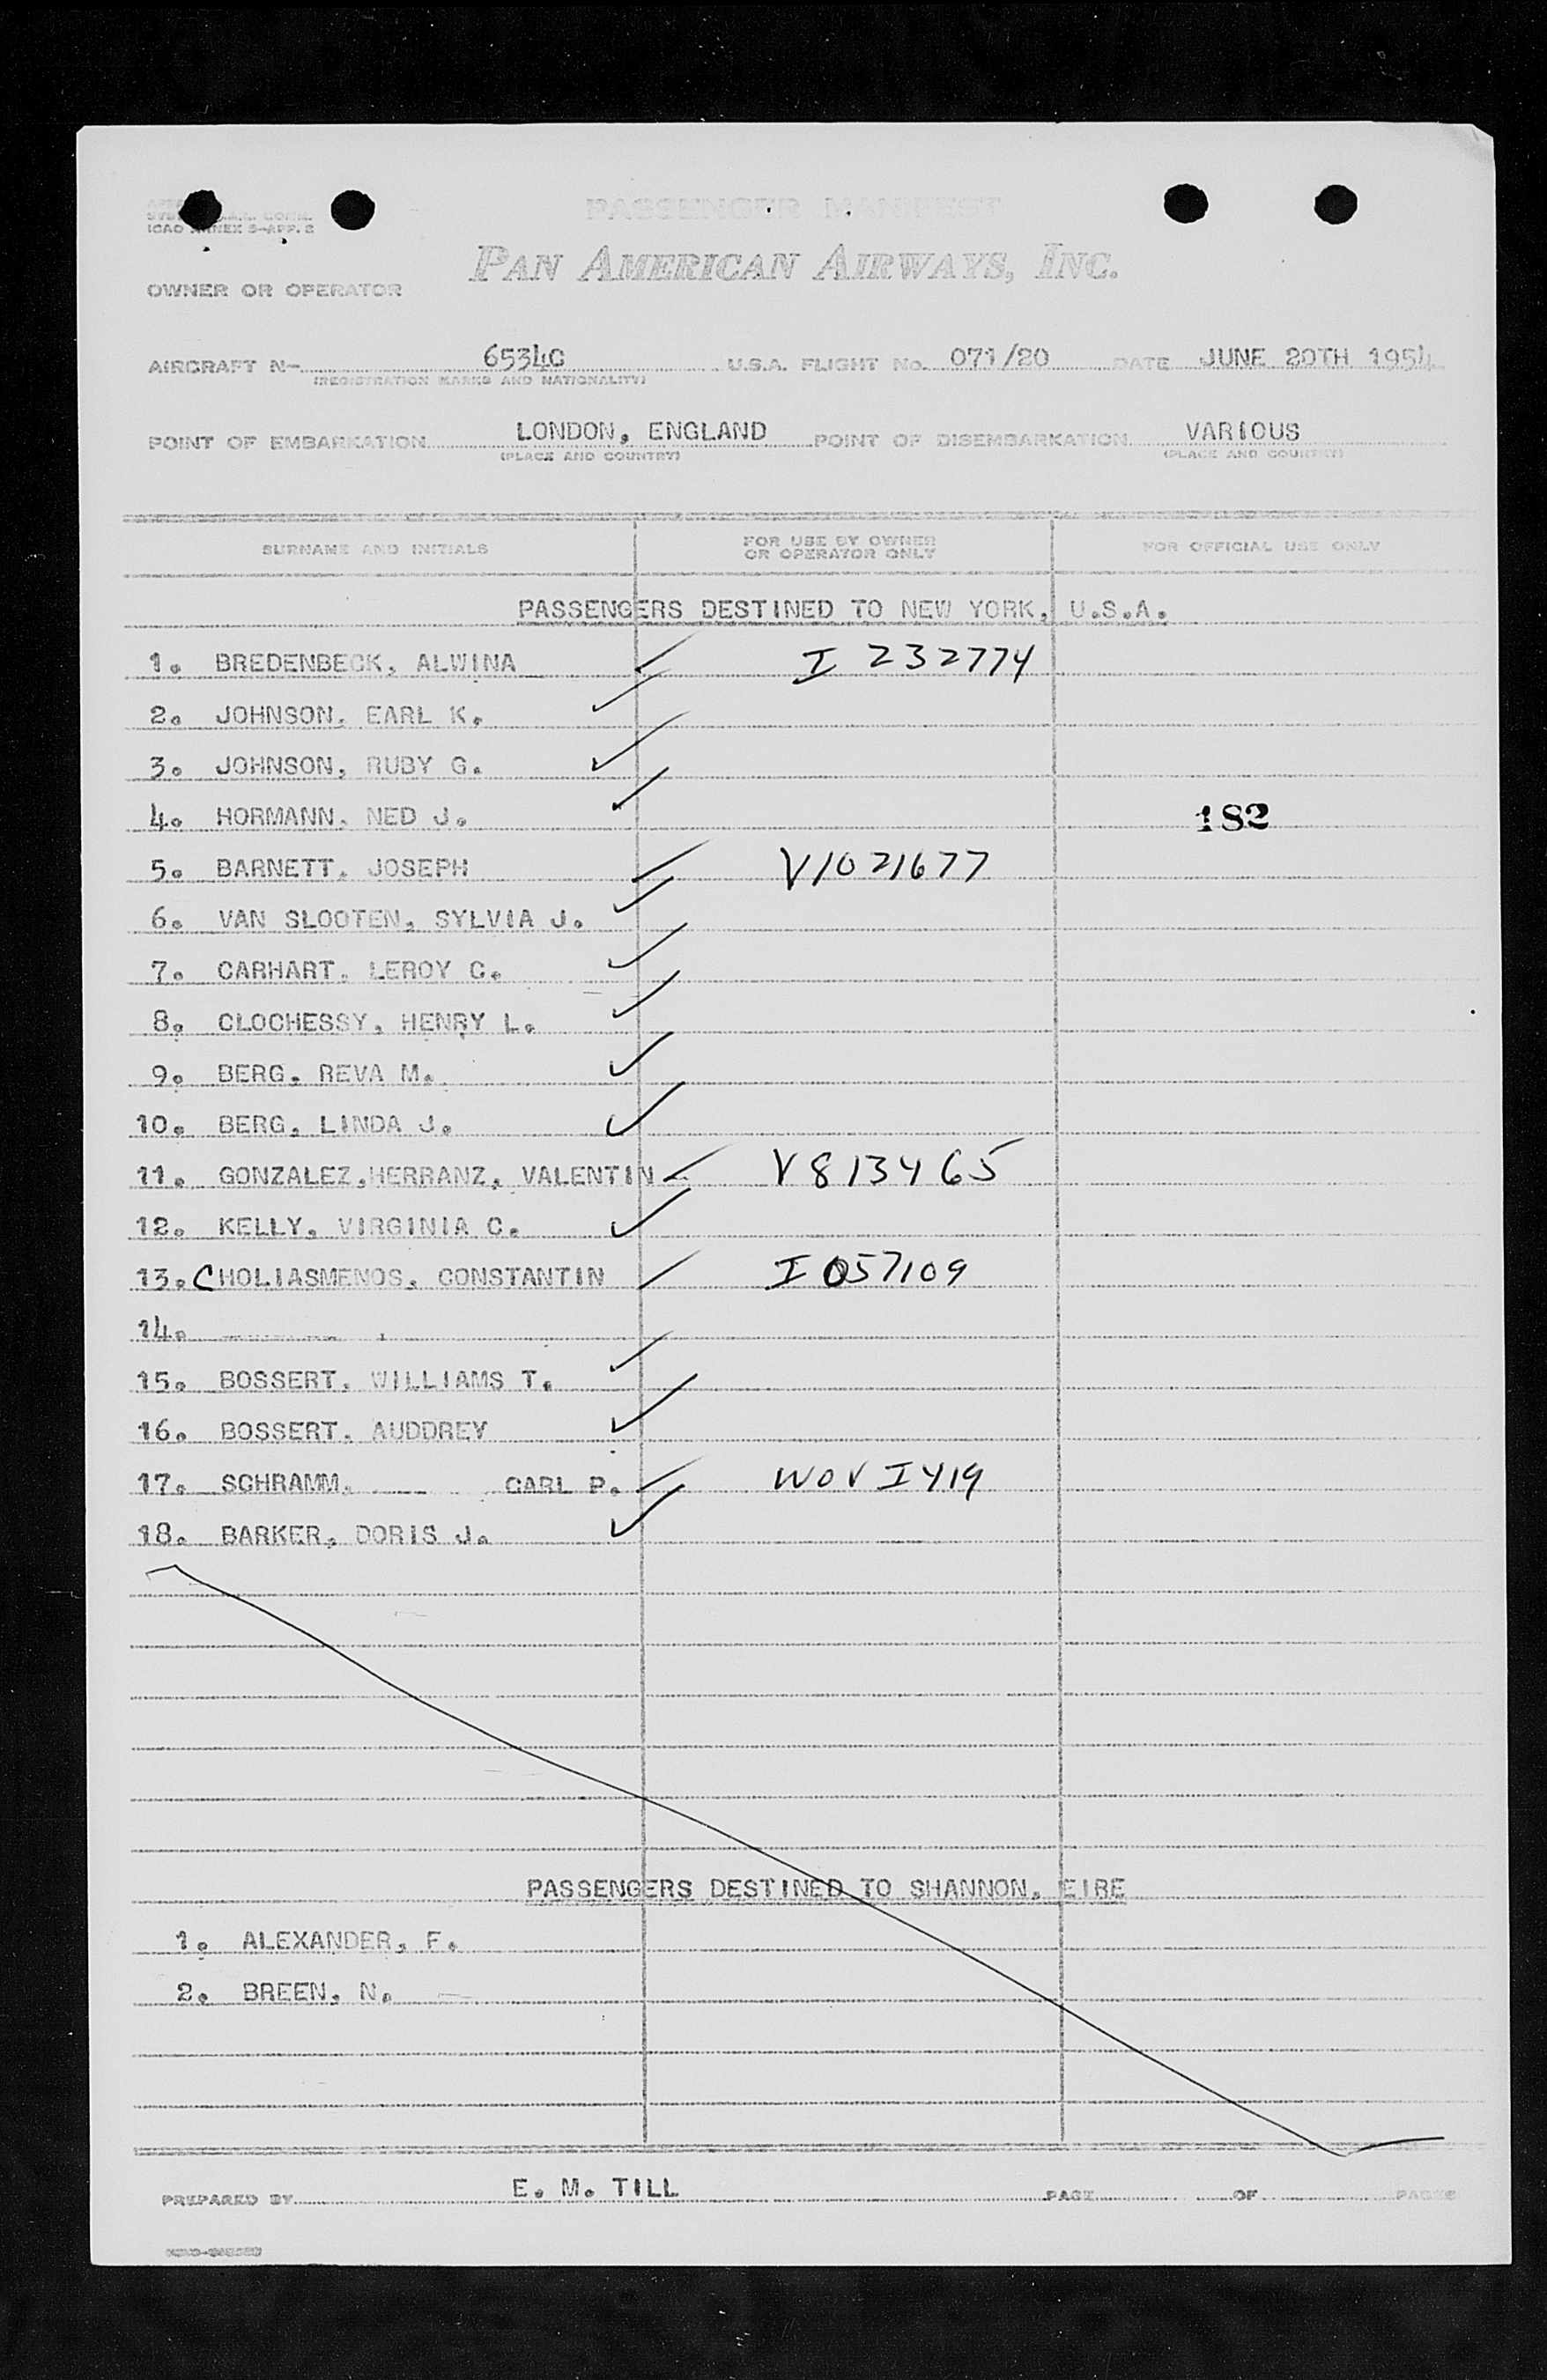 PASSENGER MANIFEST
ICAO ANNEX 9-APP. 2
PAN AMERICAN AIRWAYS, INC.
OWNER OR OPERATOR
AIRCRAFT N- 6534C U.S.A. FLIGHT No. 071/20 DATE JUNE 20TH 1954
(REGISTRATION MARKS AND NATIONALITY)
POINT OF EMBARKATION LONDON, ENGLAND POINT OF DISEMBARKATION VARIOUS
(PLACE AND COUNTRY) (PLACE AND COUNTRY)
SURNAME AND INITIALS FOR USE BY OWNER OR OPERATOR ONLY FOR OFFICIAL USE ONLY
PASSENGERS DESTINED TO NEW YORK, U.S.A.
1. BREDENBECK, ALWINA ✓ I 232774
2. JOHNSON, EARL K. ✓
3. JOHNSON, RUBY G. ✓
4. HORMANN, NED J. ✓ 182
5. BARNETT, JOSEPH ✓ V1021677
6. VAN SLOOTEN, SYLVIA J. ✓
7. CARHART, LEROY C. ✓
8. CLOCHESSY, HENRY L. ✓
9. BERG, REVA M. ✓
10. BERG, LINDA J. ✓
11. GONZALEZ,HERRANZ, VALENTIN ✓ V813465
12. KELLY, VIRGINIA C. ✓
13. CHOLIASMENOS, CONSTANTIN ✓ I057109
14.
15. BOSSERT, WILLIAMS T. ✓
16. BOSSERT, AUDDREY ✓
17. SCHRAMM, CARL P. ✓ WOV I419
18. BARKER, DORIS J. ✓
PASSENGERS DESTINED TO SHANNON, EIRE
1. ALEXANDER, F.
2. BREEN, N.
PREPARED BY E. M. TILL PAGE OF PAGES